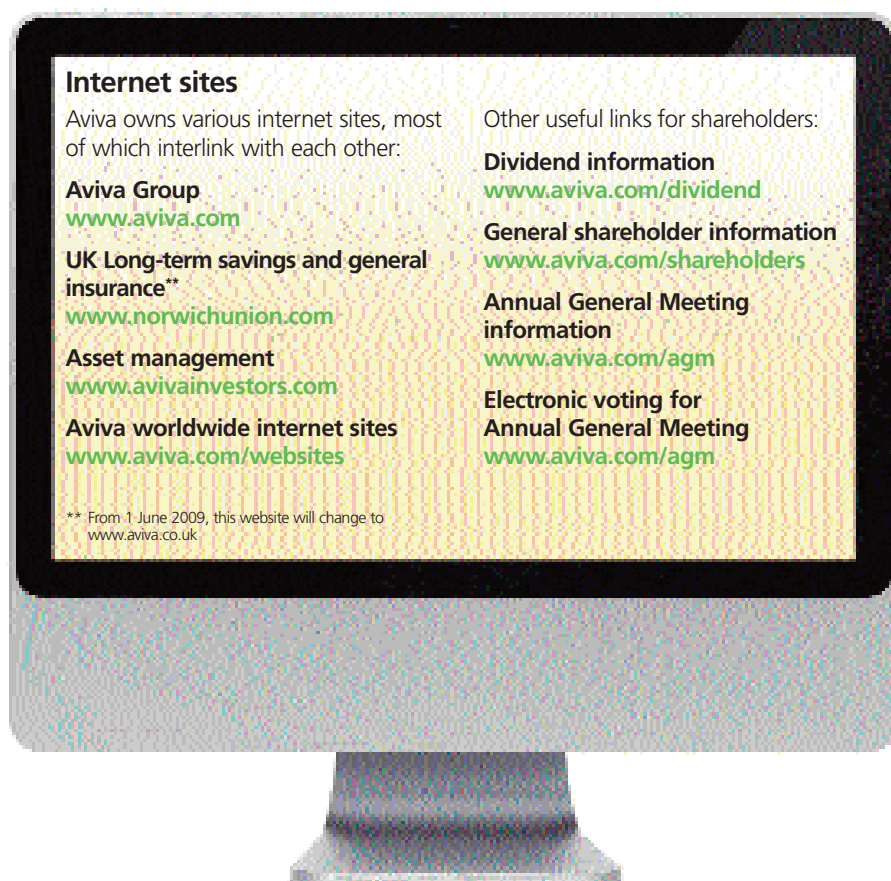 Internet sites
Aviva owns various internet sites, most
of which interlink with each other:
Aviva Group
www.aviva.com
UK Long-term savings and general
insurance**
www.norwichunion.com
Asset management
www.avivainvestors.com
Aviva worldwide internet sites
www.aviva.com/websites
** From 1 June 2009, this website will change to
www.aviva.co.uk
Other useful links for shareholders:
Dividend information
www.aviva.com/dividend
General shareholder information
www.aviva.com/shareholders
Annual General Meeting
information
www.aviva.com/agm
Electronic voting for
Annual General Meeting
www.aviva.com/agm